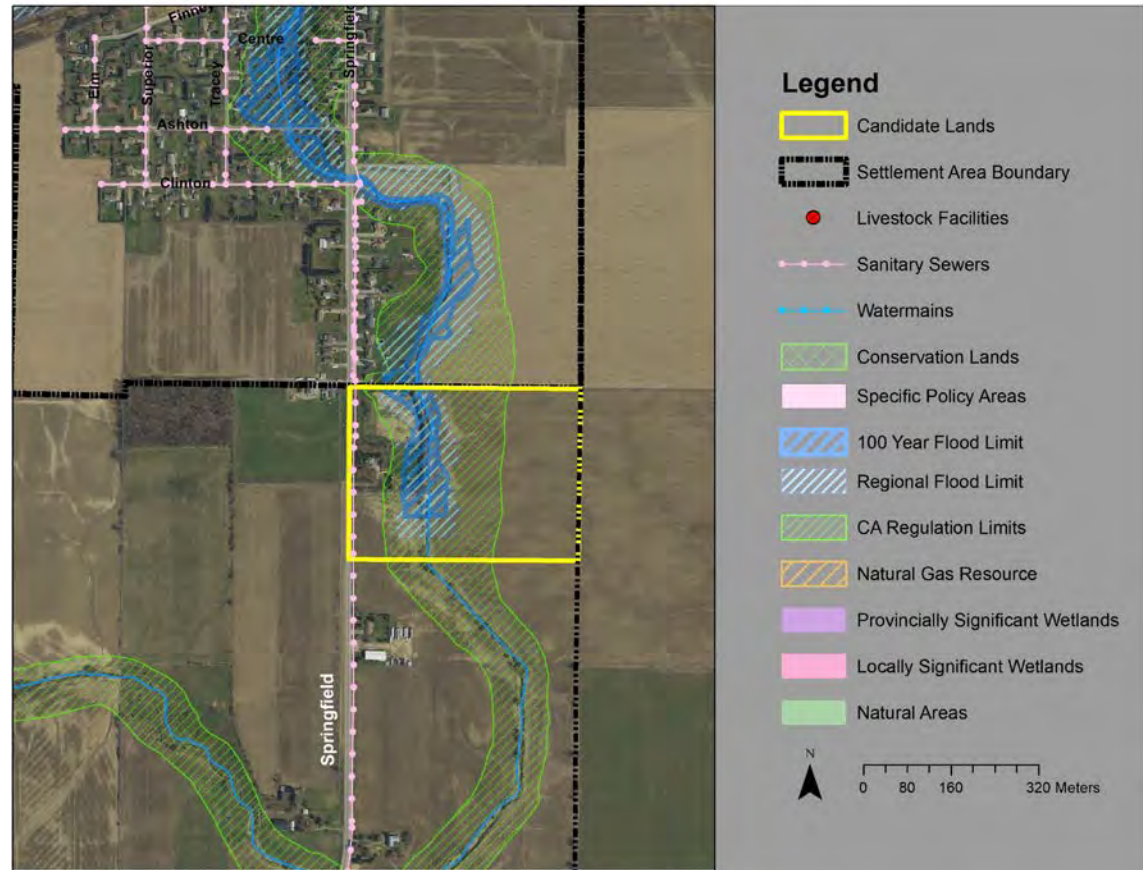 Finney
Centre
Springfield
Elm
Superior
Tracey
Ashton
Clinton
Springfield
Legend
Candidate Lands
Settlement Area Boundary
Livestock Facilities
Sanitary Sewers
Watermains
Conservation Lands
Specific Policy Areas
100 Year Flood Limit
Regional Flood Limit
CA Regulation Limits
Natural Gas Resource
Provincially Significant Wetlands
Locally Significant Wetlands
Natural Areas
N
0 80 160 320 Meters